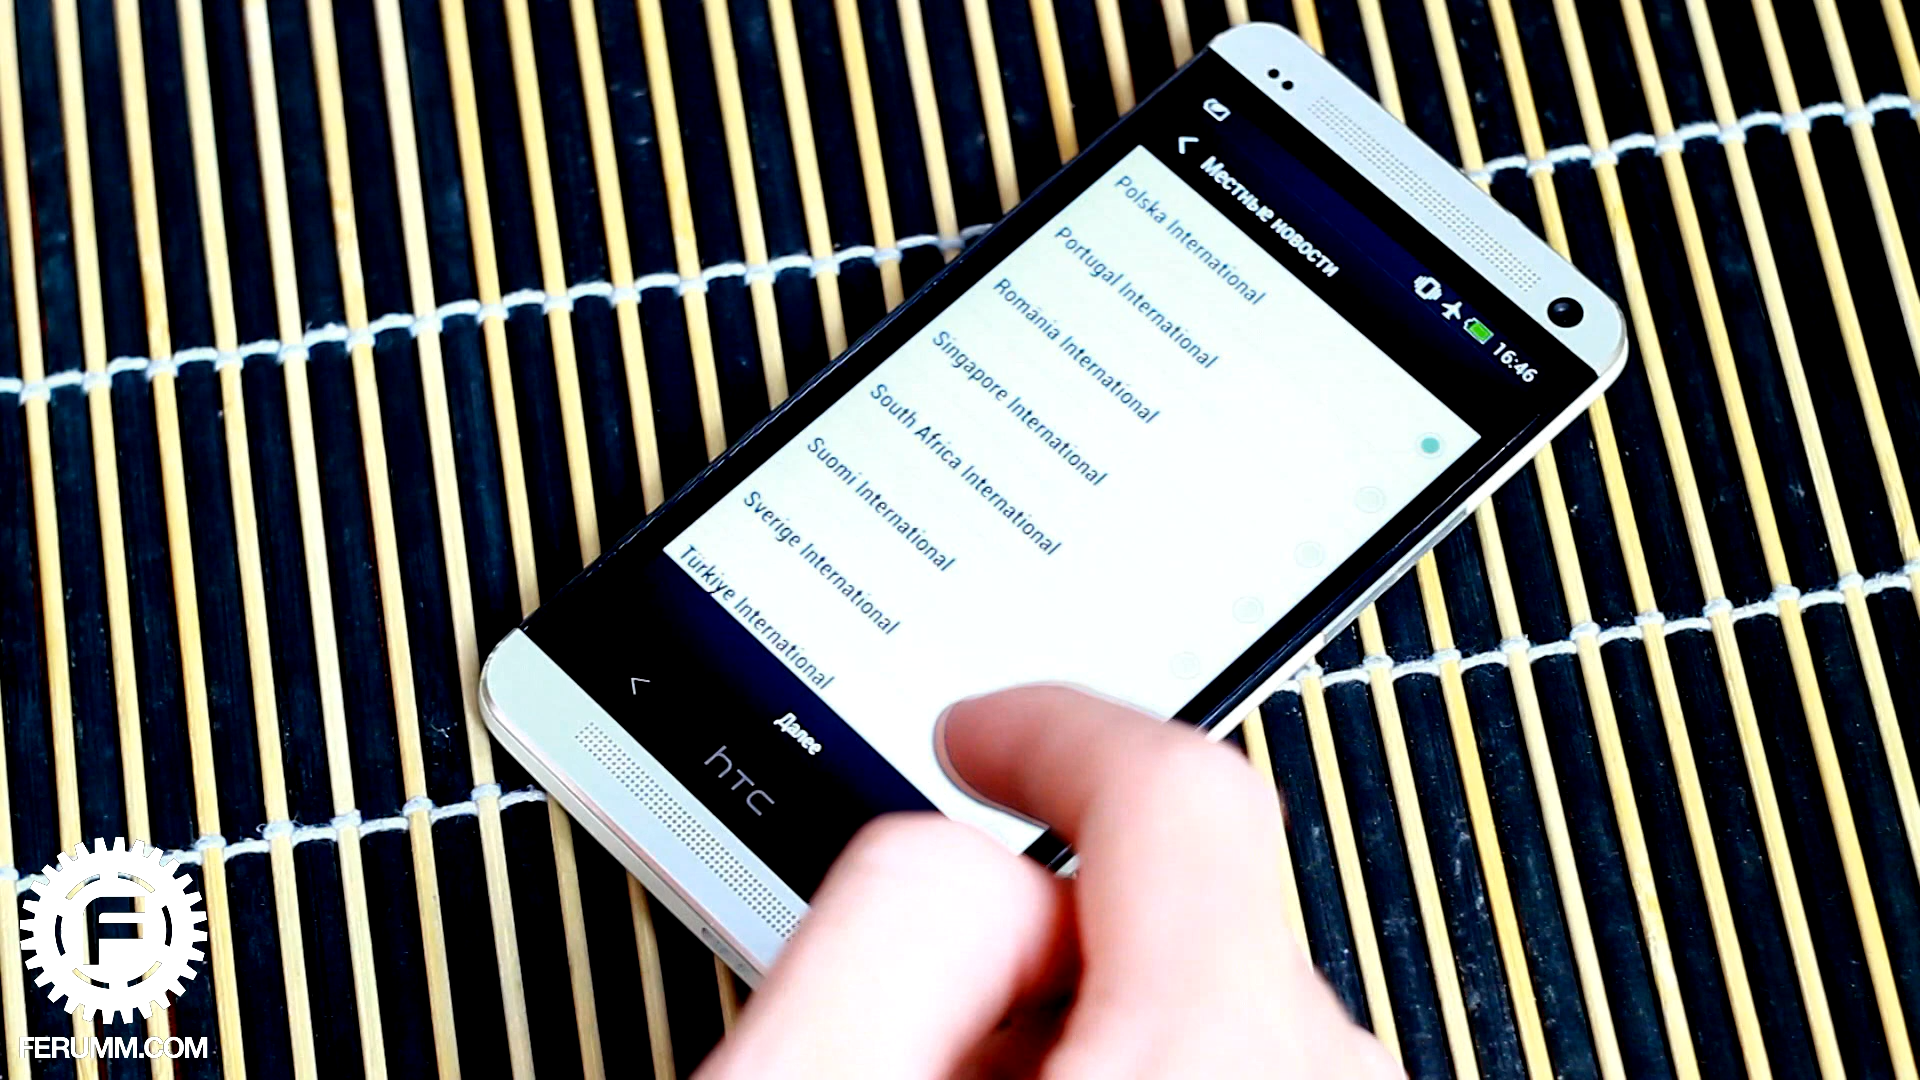 16:46
Местные новости
Polska International
Portugal International
România International
Singapore International
South Africa International
Suomi International
Sverige International
Türkiye International
Далее
hTC
F
FERUMM.COM